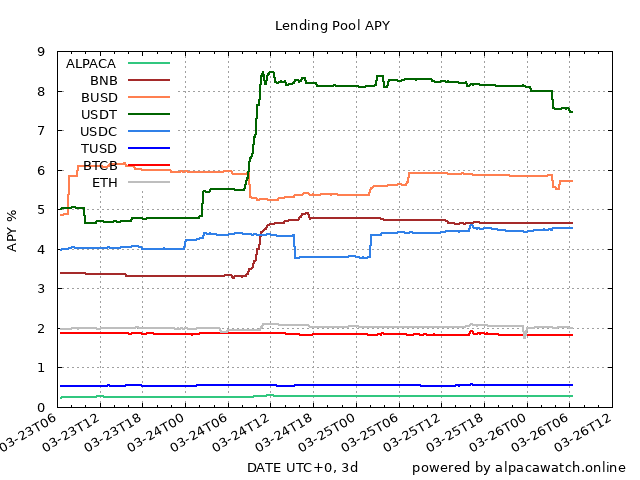 Lending Pool APY
9
8
7
6
5
4
3
2
1
0
APY %
ALPACA
BNB
BUSD
USDT
USDC
TUSD
BTCB
ETH
03-23T06
03-23T12
03-24T00
03-24T06
03-24T12
03-24T18
03-25T00
03-25T06
03-25T12
03-25T18
03-26T00
03-26T06
03-26T12
DATE UTC+0, 3d
powered by alpacawatch.online